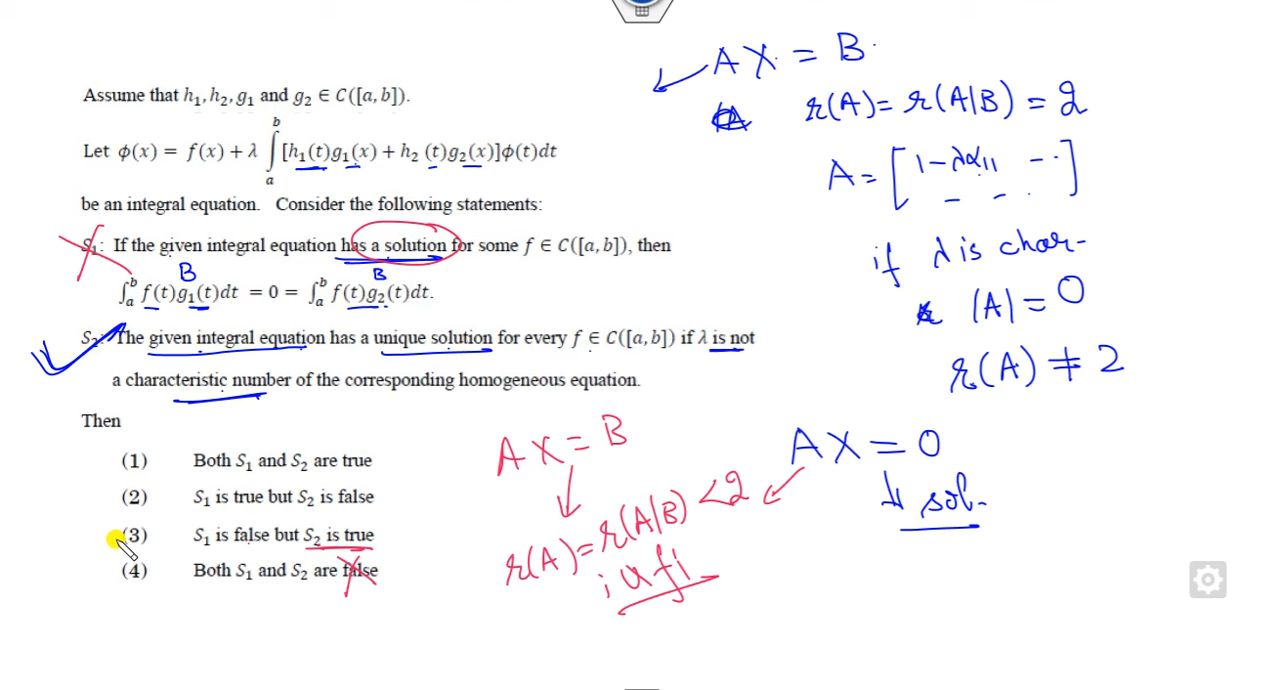 Assume that h₁, h₂, g₁ and g₂ ∈ C([a, b]).
Let ϕ(x) = f(x) + λ ∫ₐᵇ [h₁(t)g₁(x) + h₂ (t)g₂(x)]ϕ(t)dt
be an integral equation. Consider the following statements:
S₁: If the given integral equation has a solution for some f ∈ C([a, b]), then
B B
∫ₐᵇ f(t)g₁(t)dt = 0 = ∫ₐᵇ f(t)g₂(t)dt.
S₂: The given integral equation has a unique solution for every f ∈ C([a, b]) if λ is not
a characteristic number of the corresponding homogeneous equation.
Then
(1) Both S₁ and S₂ are true
(2) S₁ is true but S₂ is false
(3) S₁ is false but S₂ is true
(4) Both S₁ and S₂ are false
AX = B
r(A) = r(A|B) = 2
A = [1-λα₁₁ - - - - -]
if λ is char-
|A| = 0
r(A) ≠ 2
AX = B
r(A) = r(A|B) < 2
AX = 0
sol-